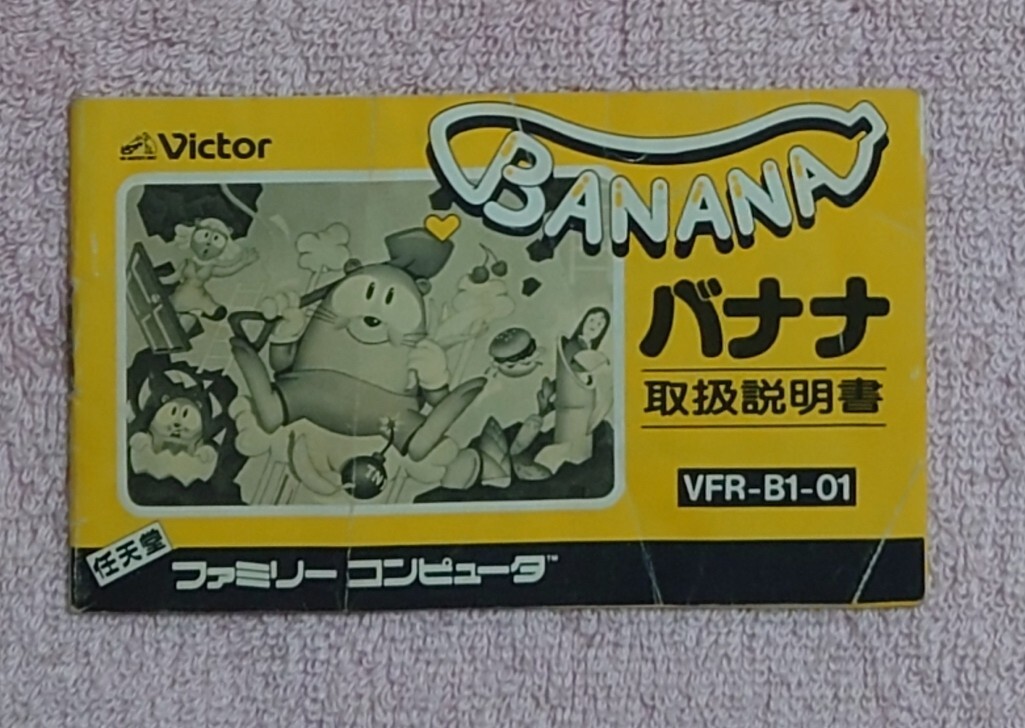 Victor
BANANA
バナナ
取扱説明書
VFR-B1-01
任天堂
ファミリーコンピュータ™